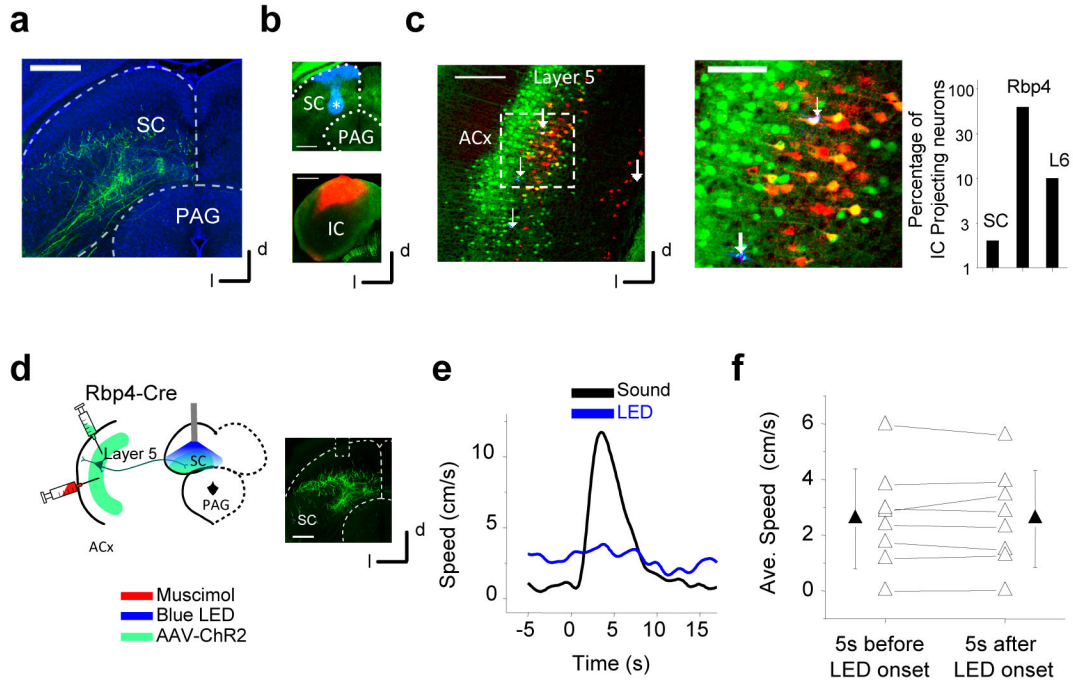 a
SC
PAG
d
l
b
SC
*
PAG
IC
d
l
c
Layer 5
ACx
d
l
Percentage of
IC Projecting neurons
100
30
10
3
1
SC
Rbp4
L6
d
Rbp4-Cre
Layer 5
SC
PAG
ACx
Muscimol
Blue LED
AAV-ChR2
SC
d
l
e
Sound
LED
Speed (cm/s)
10
5
0
-5 0 5 10 15
Time (s)
f
Ave. Speed (cm/s)
6
4
2
0
5s before
LED onset
5s after
LED onset